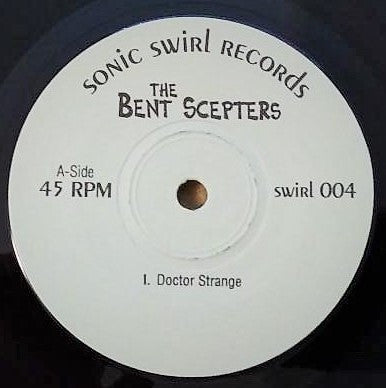 SONIC SWIRL RECORDS
THE
BENT SCEPTERS
A-Side
45 RPM
SWIRL 004
1. Doctor Strange